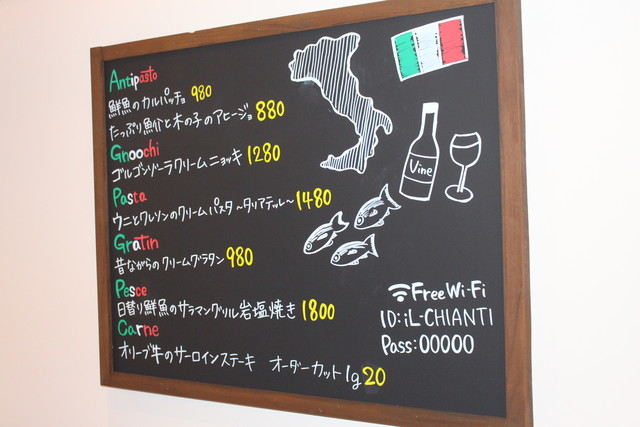 Antipasto
鮮魚のカルパッチョ 980
たっぷり魚介と木の子のアヒージョ 880
Gnoochi
ゴルゴンゾーラクリームニョッキ 1280
Pasta
ウニとクレソンのクリームパスタ ～タリアテッレ～ 1480
Gratin
昔ながらのクリームグラタン 980
Pesce
日替り鮮魚のサラマングリル岩塩焼き 1800
Carne
オリーブ牛のサーロインステーキ オーダーカット1g 20
Vine
Free Wi-Fi
ID:iL-CHIANTI
Pass:00000